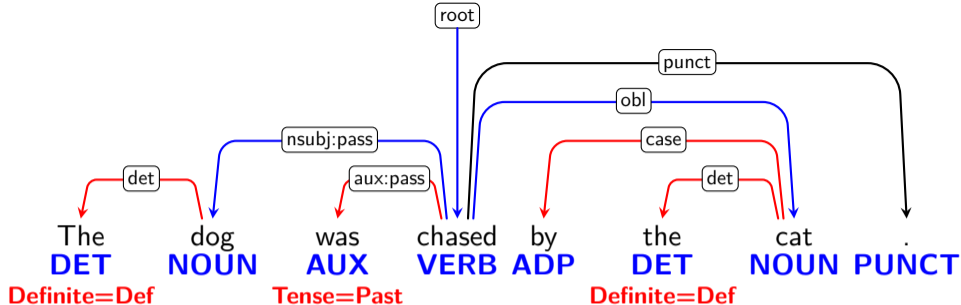 root
punct
obl
nsubj:pass case
det aux:pass det
The dog was chased by the cat .
DET NOUN AUX VERB ADP DET NOUN PUNCT
Definite=Def Tense=Past Definite=Def